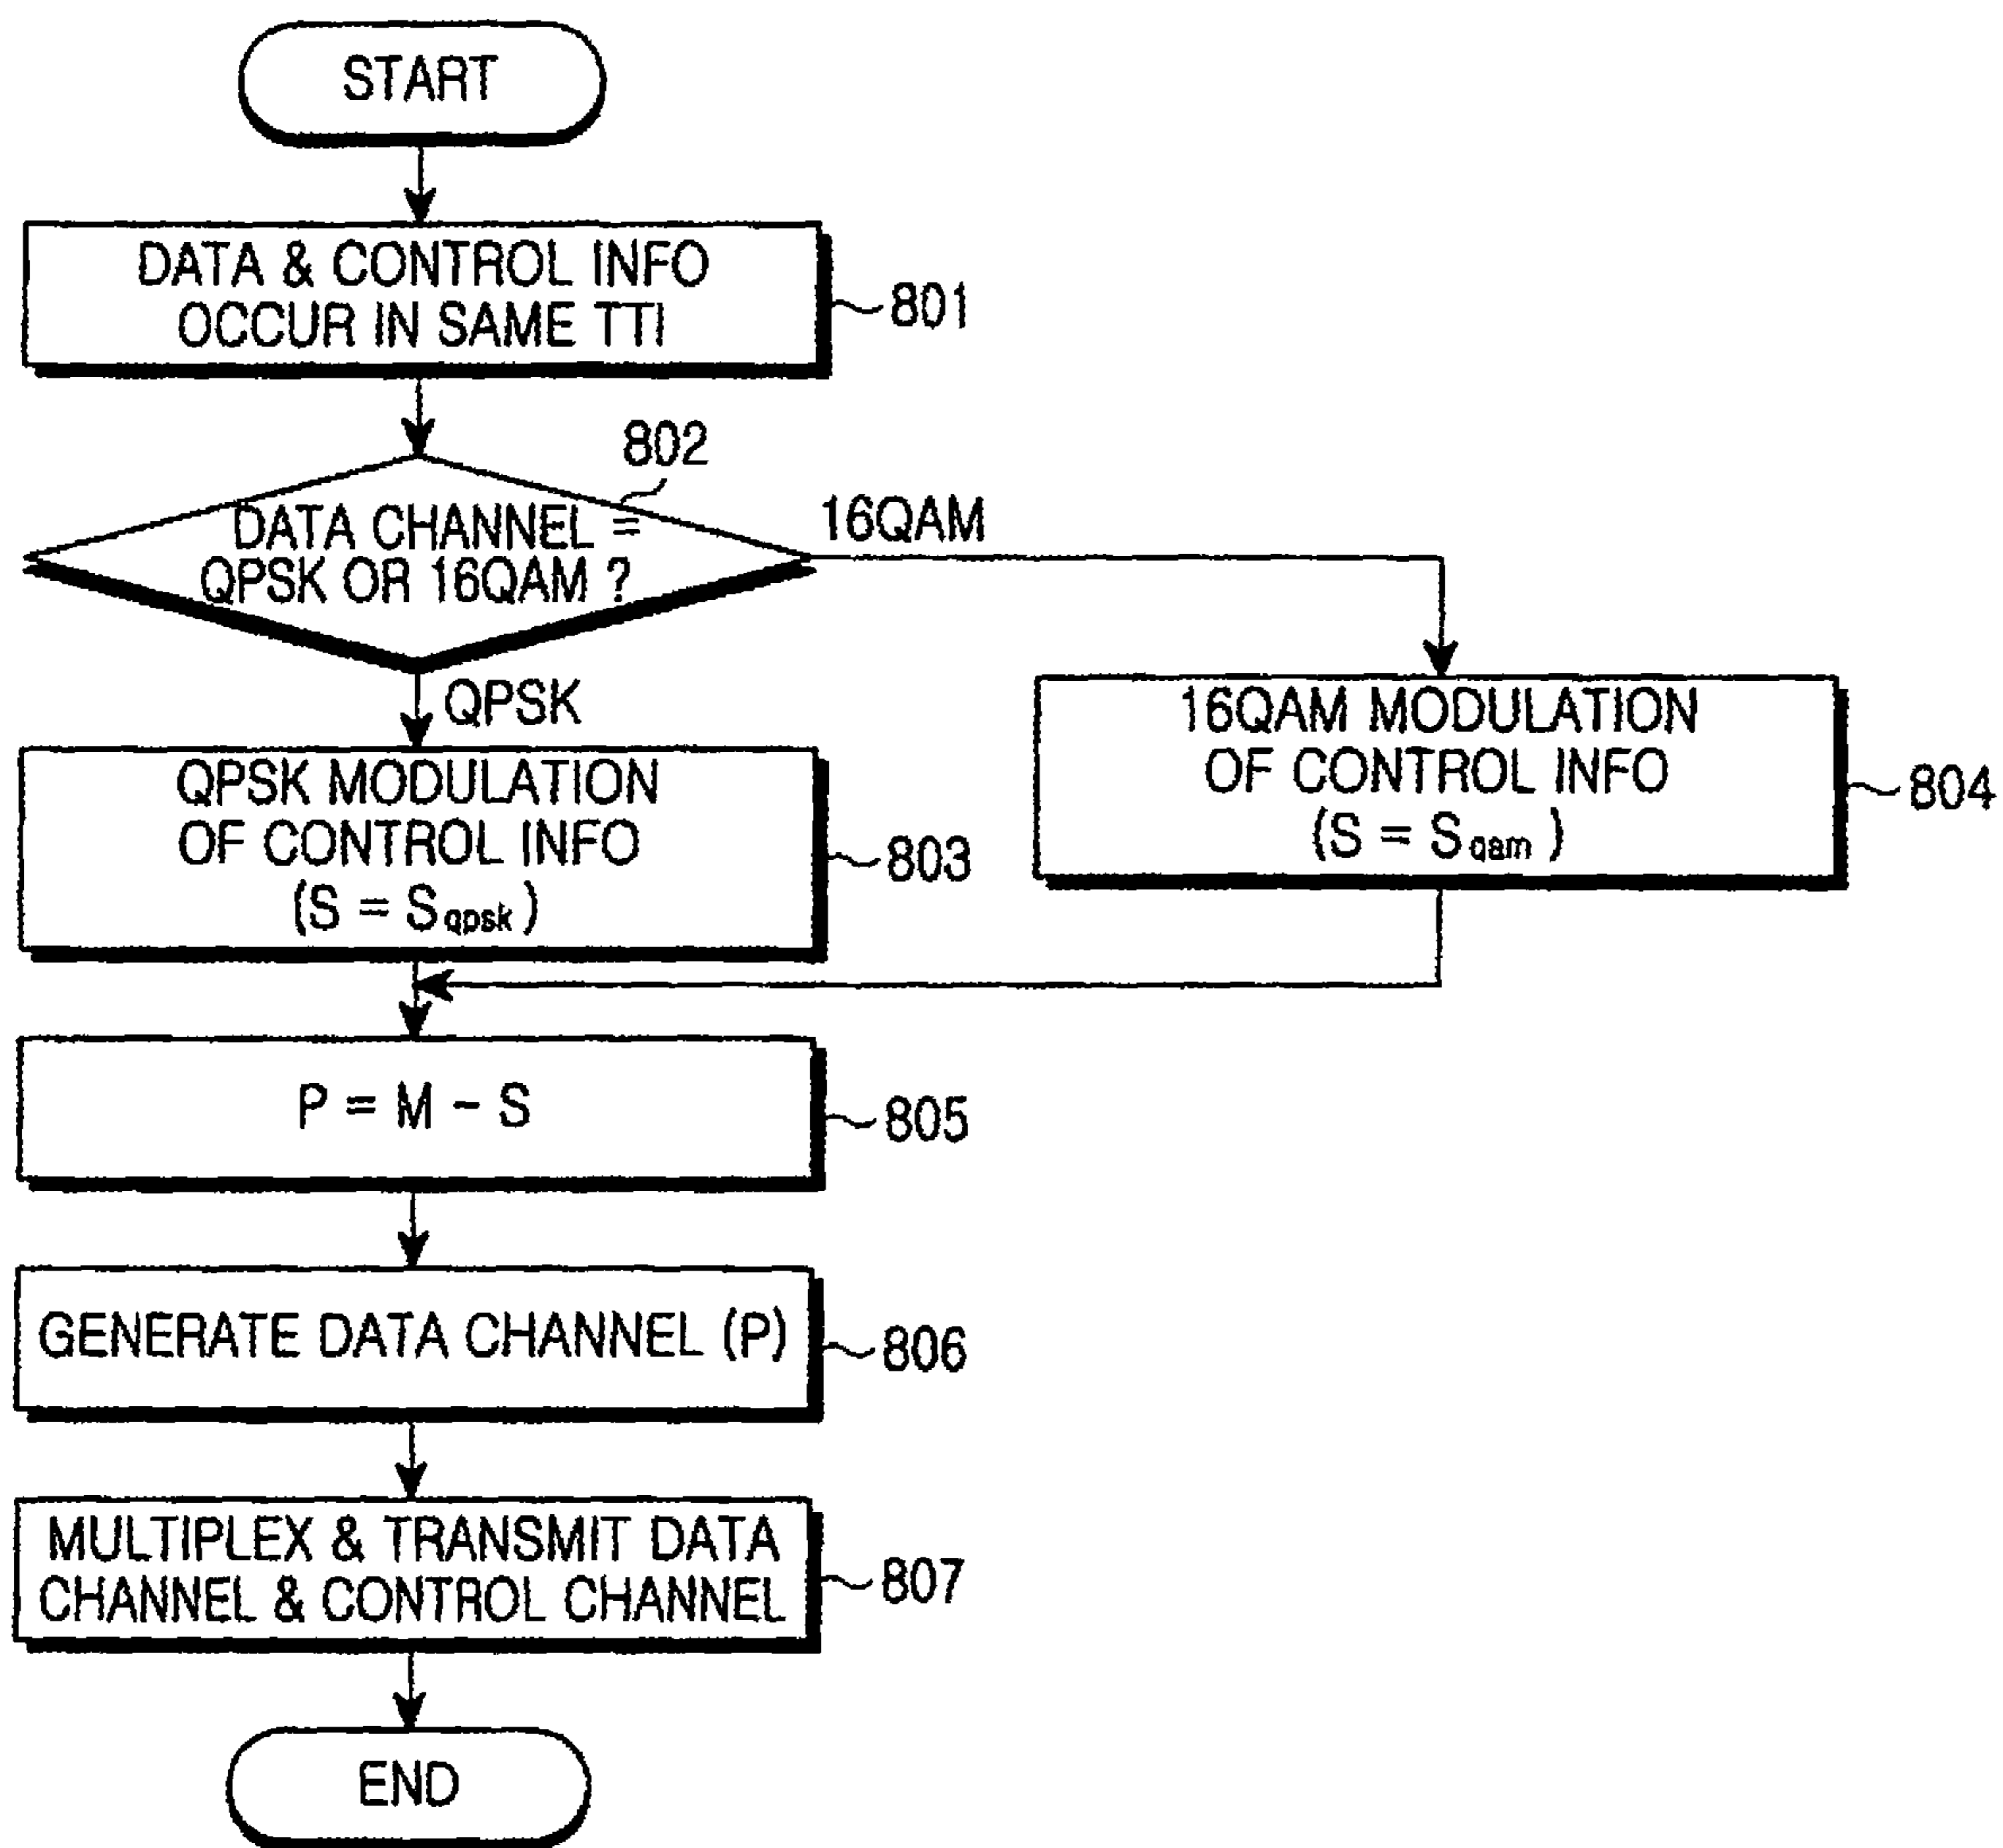 START
DATA & CONTROL INFO
OCCUR IN SAME TTI
801
802
DATA CHANNEL =
QPSK OR 16QAM ?
16QAM
QPSK
QPSK MODULATION
OF CONTROL INFO
(S = Sqpsk)
803
16QAM MODULATION
OF CONTROL INFO
(S = Sqam)
804
P = M - S
805
GENERATE DATA CHANNEL (P)
806
MULTIPLEX & TRANSMIT DATA
CHANNEL & CONTROL CHANNEL
807
END